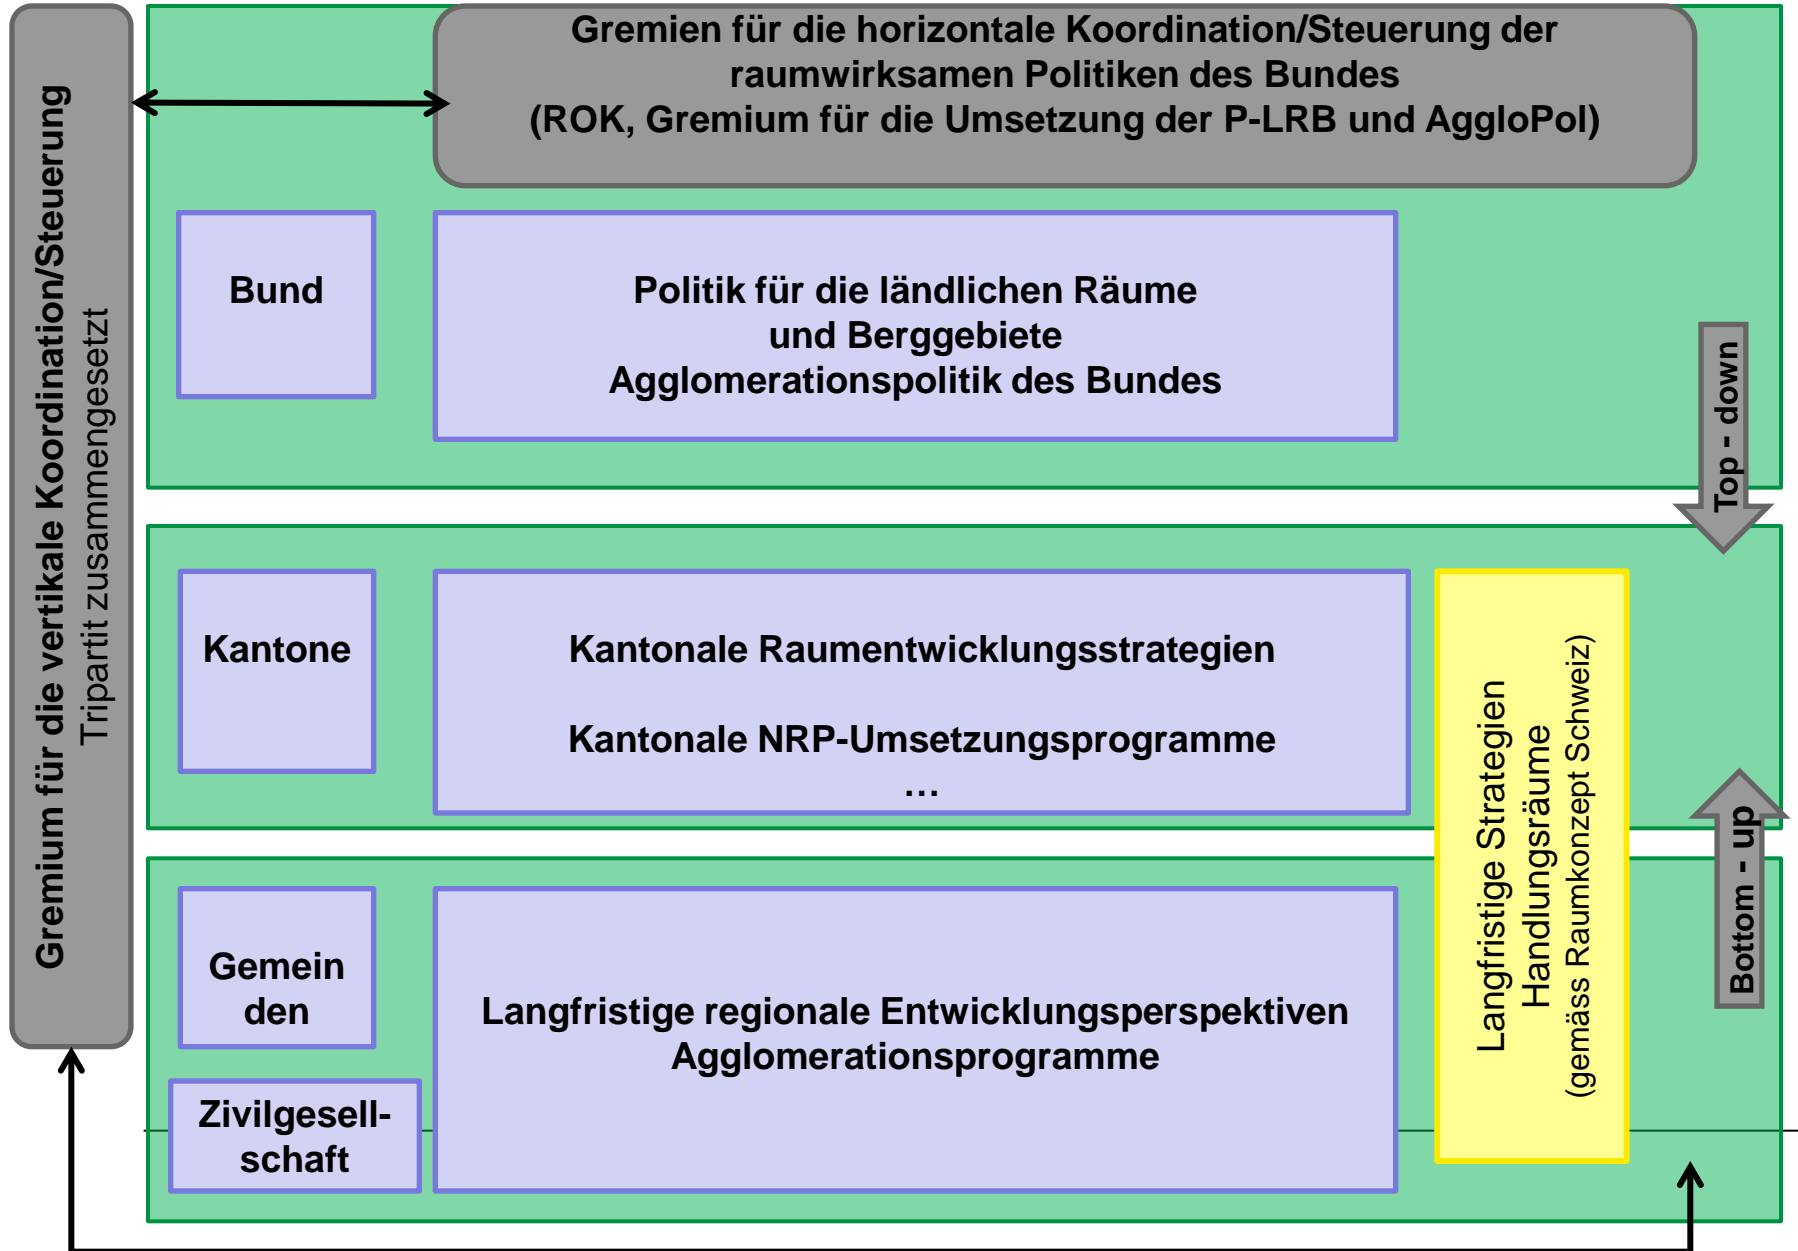 Gremium für die vertikale Koordination/Steuerung
Tripartit zusammengesetzt
Gremien für die horizontale Koordination/Steuerung der
raumwirksamen Politiken des Bundes
(ROK, Gremium für die Umsetzung der P-LRB und AggloPol)
Bund
Politik für die ländlichen Räume
und Berggebiete
Agglomerationspolitik des Bundes
Top - down
Kantone
Kantonale Raumentwicklungsstrategien
Kantonale NRP-Umsetzungsprogramme
...
Langfristige Strategien
Handlungsräume
(gemäss Raumkonzept Schweiz)
Bottom - up
Gemein
den
Langfristige regionale Entwicklungsperspektiven
Agglomerationsprogramme
Zivilgesell-
schaft